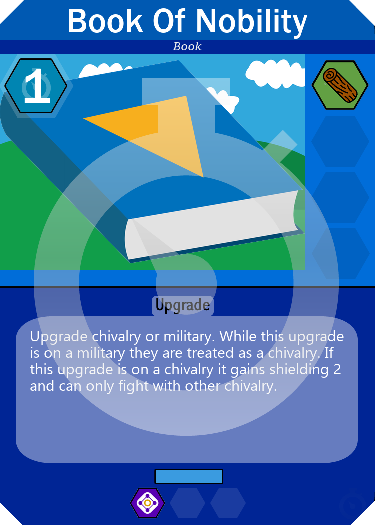 Book Of Nobility
Book
1
Upgrade
Upgrade chivalry or military. While this upgrade
is on a military they are treated as a chivalry. If
this upgrade is on a chivalry it gains shielding 2
and can only fight with other chivalry.